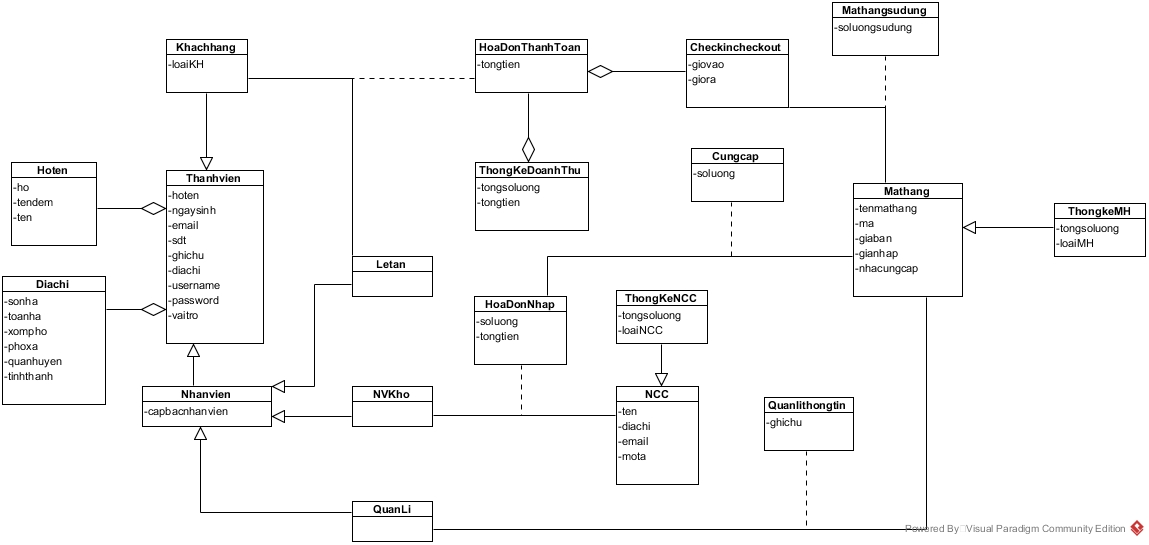 Mathangsudung
-soluongsudung
Khachhang
-loaiKH
HoaDonThanhToan
-tongtien
Checkincheckout
-giovao
-giora
Hoten
-ho
-tendem
-ten
Thanhvien
-hoten
-ngaysinh
-email
-sdt
-ghichu
-diachi
-username
-password
-vaitro
ThongKeDoanhThu
-tongsoluong
-tongtien
Cungcap
-soluong
Mathang
-tenmathang
-ma
-giaban
-gianhap
-nhacungcap
ThongkeMH
-tongsoluong
-loaiMH
Diachi
-sonha
-toanha
-xompho
-phoxa
-quanhuyen
-tinhthanh
Letan
HoaDonNhap
-soluong
-tongtien
ThongKeNCC
-tongsoluong
-loaiNCC
Nhanvien
-capbacnhanvien
NVKho
NCC
-ten
-diachi
-email
-mota
Quanlithongtin
-ghichu
QuanLi
Powered By Visual Paradigm Community Edition